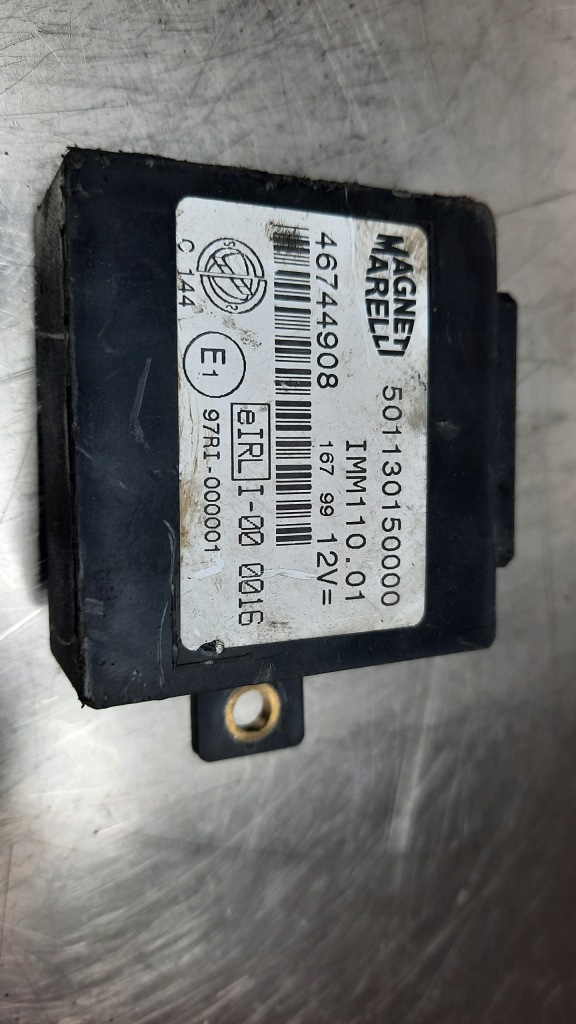 MAGNETI
MARELLI
501130150000
IMM110.01
46744908
167 99 12V=
eIRL I-00 0016
E1
97RI-000001
C 144